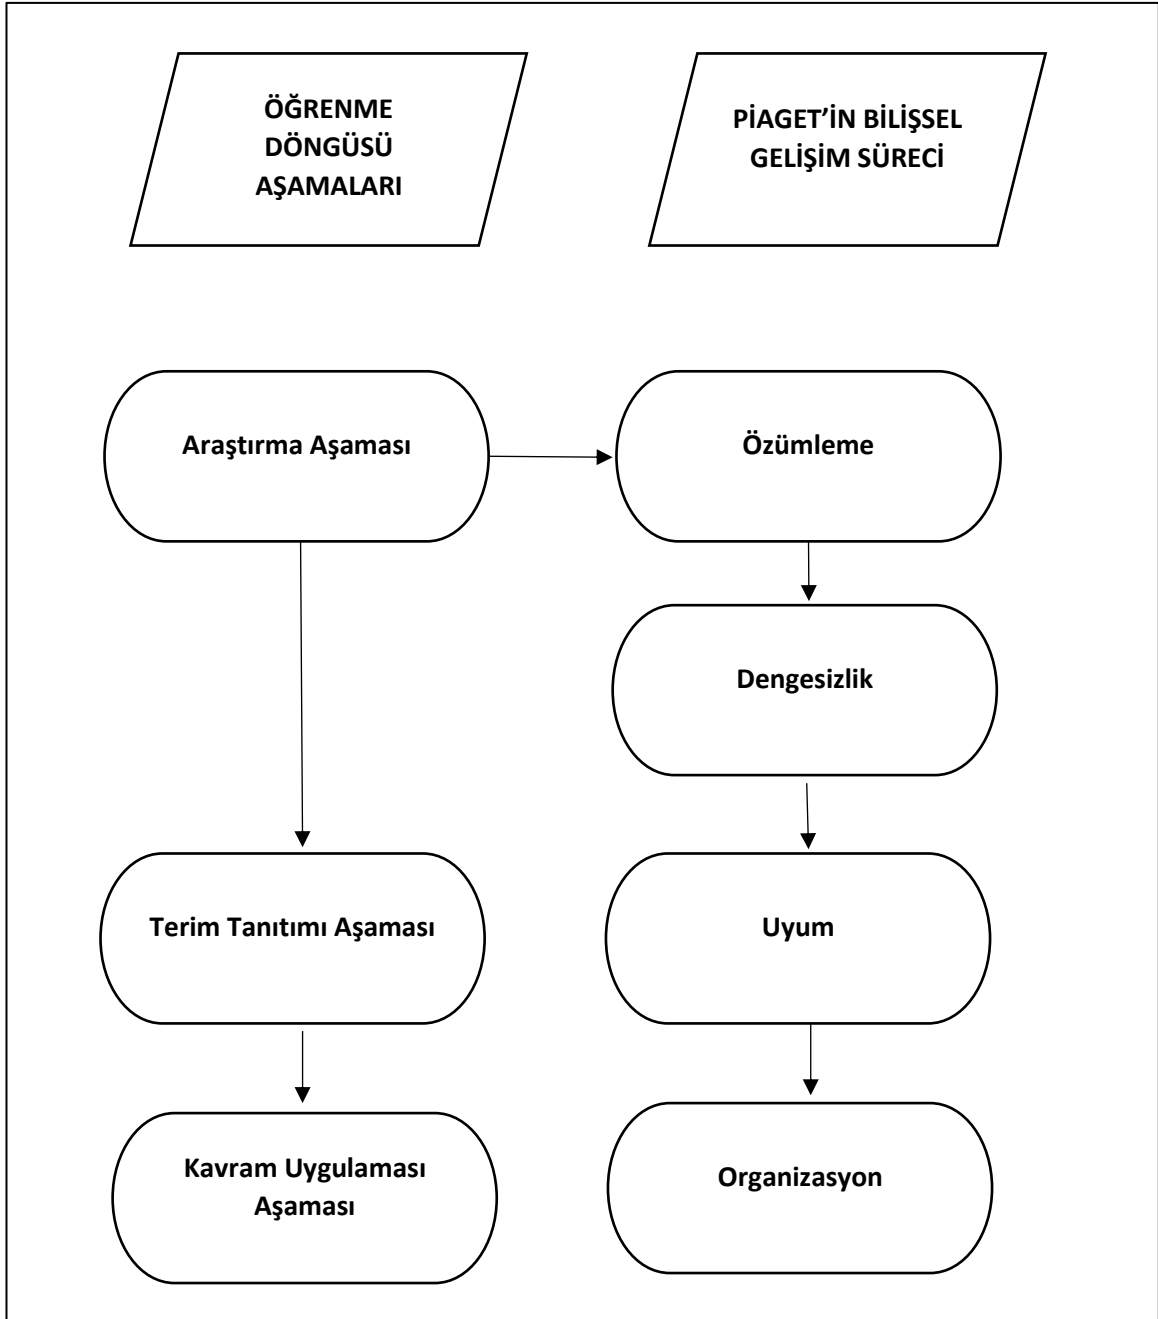 ÖĞRENME
DÖNGÜSÜ
AŞAMALARI
PİAGET’İN BİLİŞSEL
GELİŞİM SÜRECİ
Araştırma Aşaması
Özümleme
Dengesizlik
Terim Tanıtımı Aşaması
Uyum
Kavram Uygulaması
Aşaması
Organizasyon